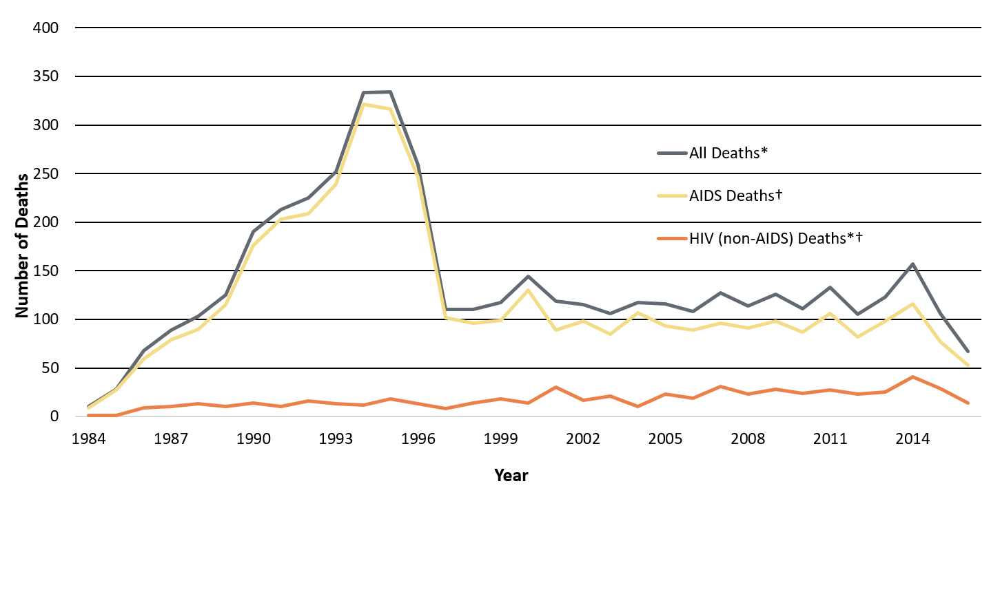 400
350
300
250
200
150
100
50
0
Number of Deaths
All Deaths*
AIDS Deaths†
HIV (non-AIDS) Deaths*†
1984 1987 1990 1993 1996 1999 2002 2005 2008 2011 2014
Year